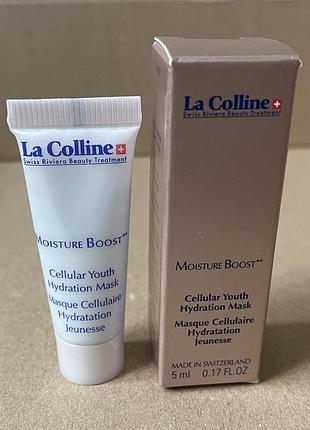 La Colline
Swiss Riviera Beauty Treatment
MOISTURE BOOST++
Cellular Youth
Hydration Mask
Masque Cellulaire
Hydratation
Jeunesse
La Colline
Swiss Riviera Beauty Treatment
MOISTURE BOOST++
Cellular Youth
Hydration Mask
Masque Cellulaire
Hydratation
Jeunesse
MADE IN SWITZERLAND
5 ml 0.17 FL.OZ.